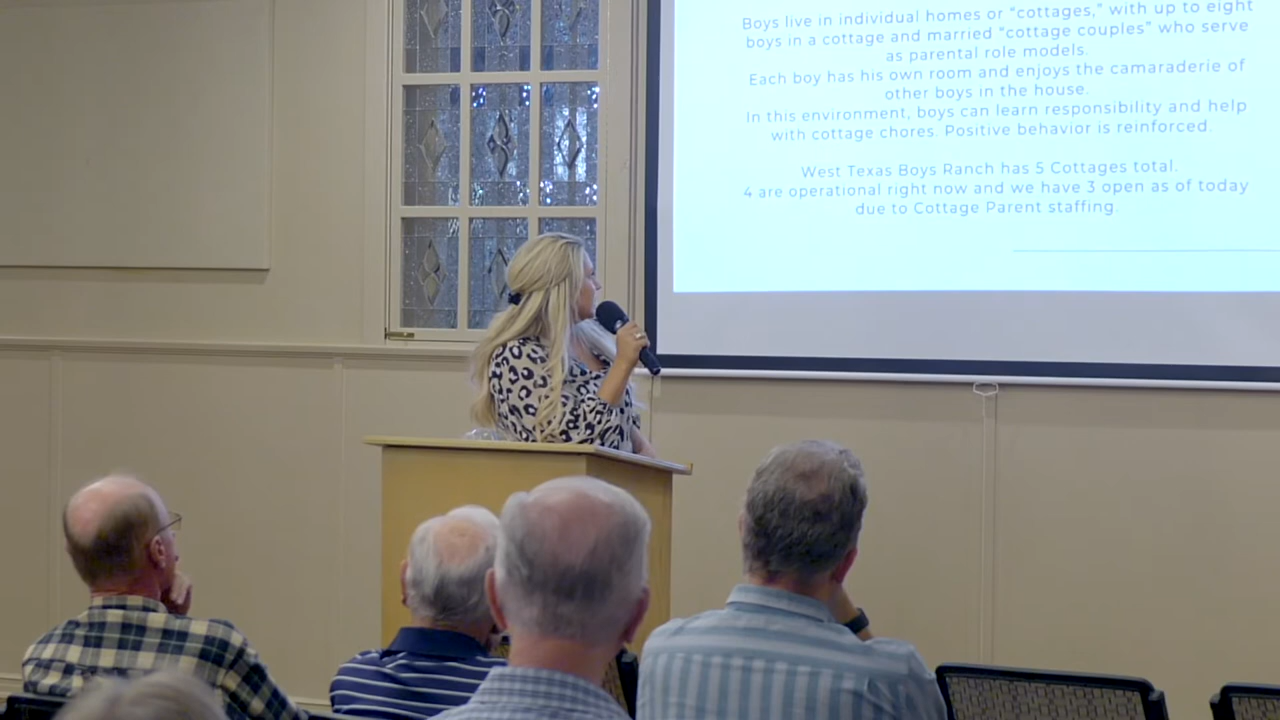 Boys live in individual homes or “cottages,” with up to eight
boys in a cottage and married “cottage couples” who serve
as parental role models.
Each boy has his own room and enjoys the camaraderie of
other boys in the house.
In this environment, boys can learn responsibility and help
with cottage chores. Positive behavior is reinforced.
West Texas Boys Ranch has 5 Cottages total.
4 are operational right now and we have 3 open as of today
due to Cottage Parent staffing.